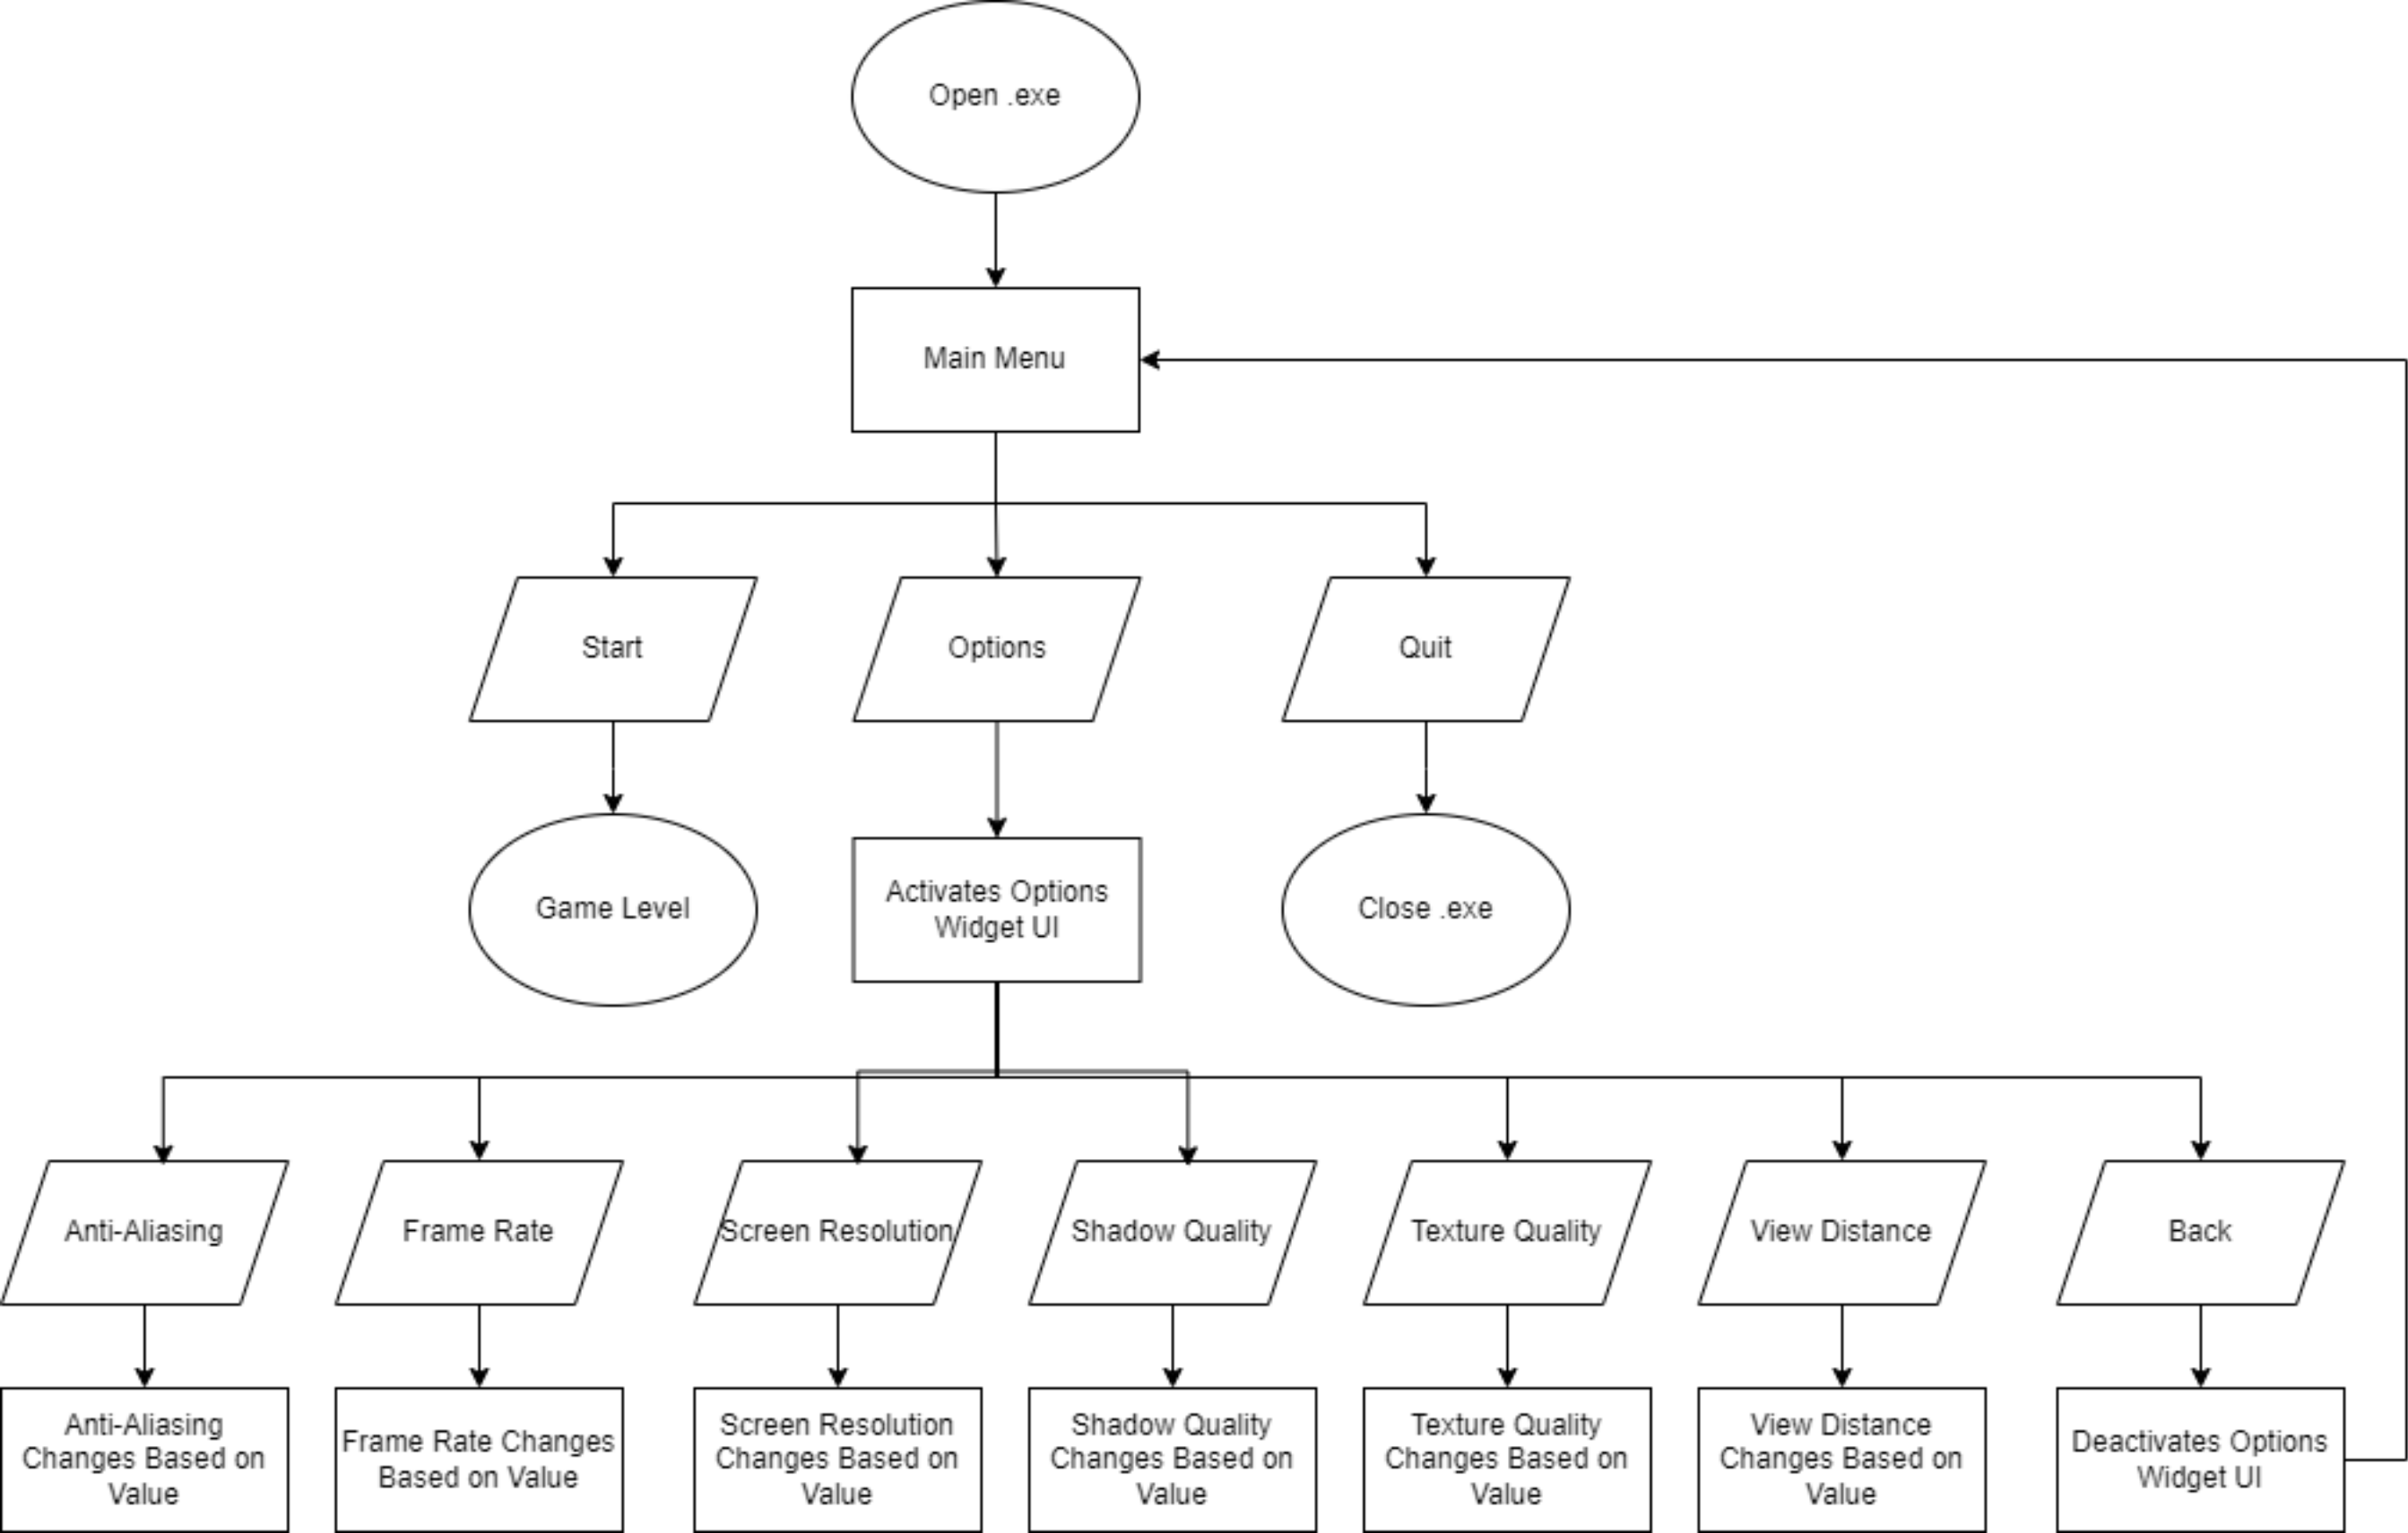 Open .exe
Main Menu
Start
Options
Quit
Game Level
Activates Options
Widget UI
Close .exe
Anti-Aliasing
Frame Rate
Screen Resolution
Shadow Quality
Texture Quality
View Distance
Back
Anti-Aliasing
Changes Based on
Value
Frame Rate Changes
Based on Value
Screen Resolution
Changes Based on
Value
Shadow Quality
Changes Based on
Value
Texture Quality
Changes Based on
Value
View Distance
Changes Based on
Value
Deactivates Options
Widget UI